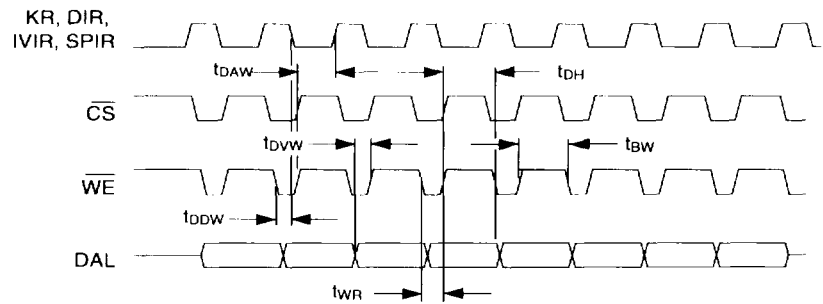 KR, DIR,
IVIR, SPIR
tDAW
tDH
CS
tDVW
tBW
WE
tDDW
DAL
tWR